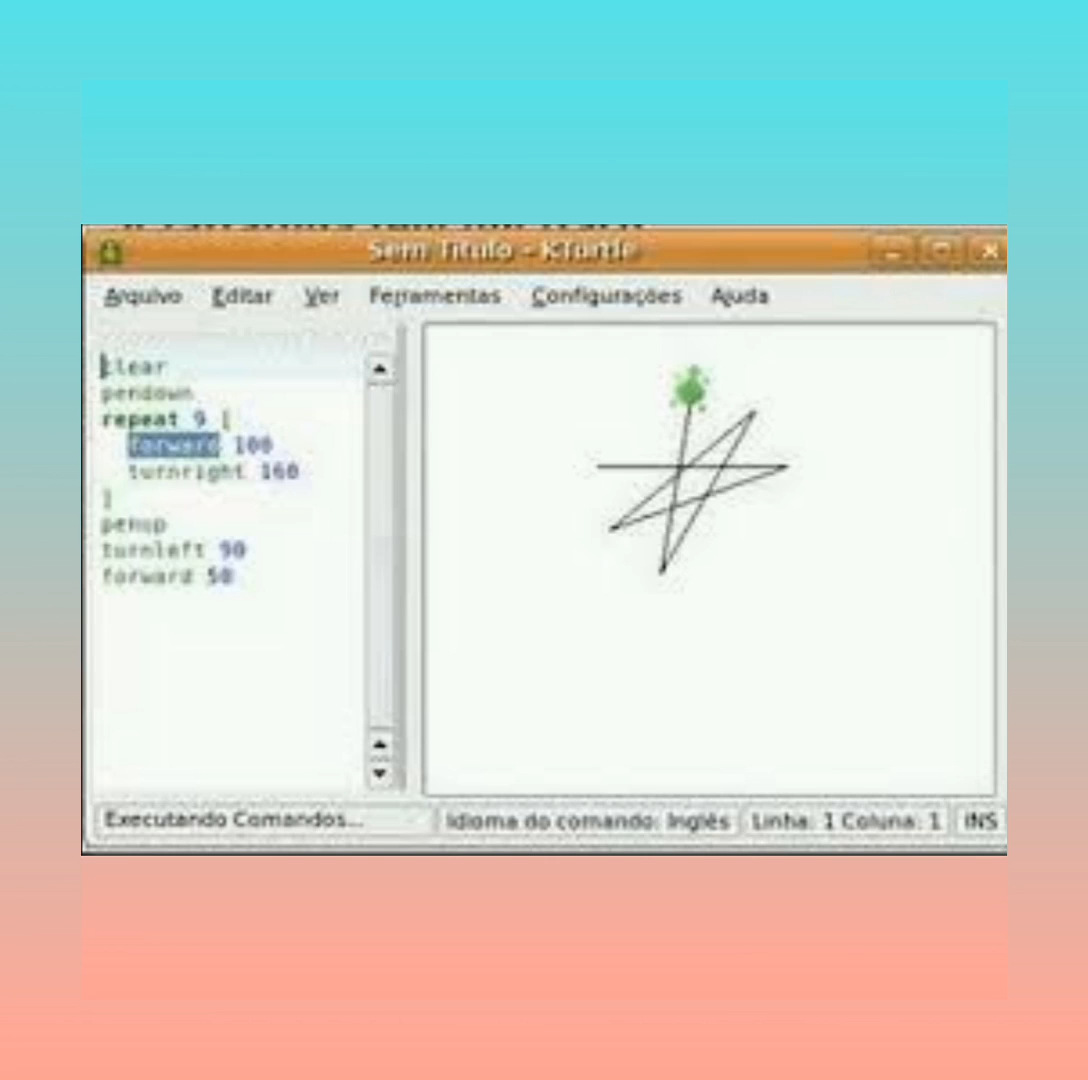 Sem Título - KTurtle
Arquivo Editar Ver Ferramentas Configurações Ajuda
clear
pendown
repeat 9 [
forward 100
turnright 160
]
penup
turnleft 90
forward 50
Executando Comandos... Idioma do comando: Inglês Linha: 1 Coluna: 1 INS